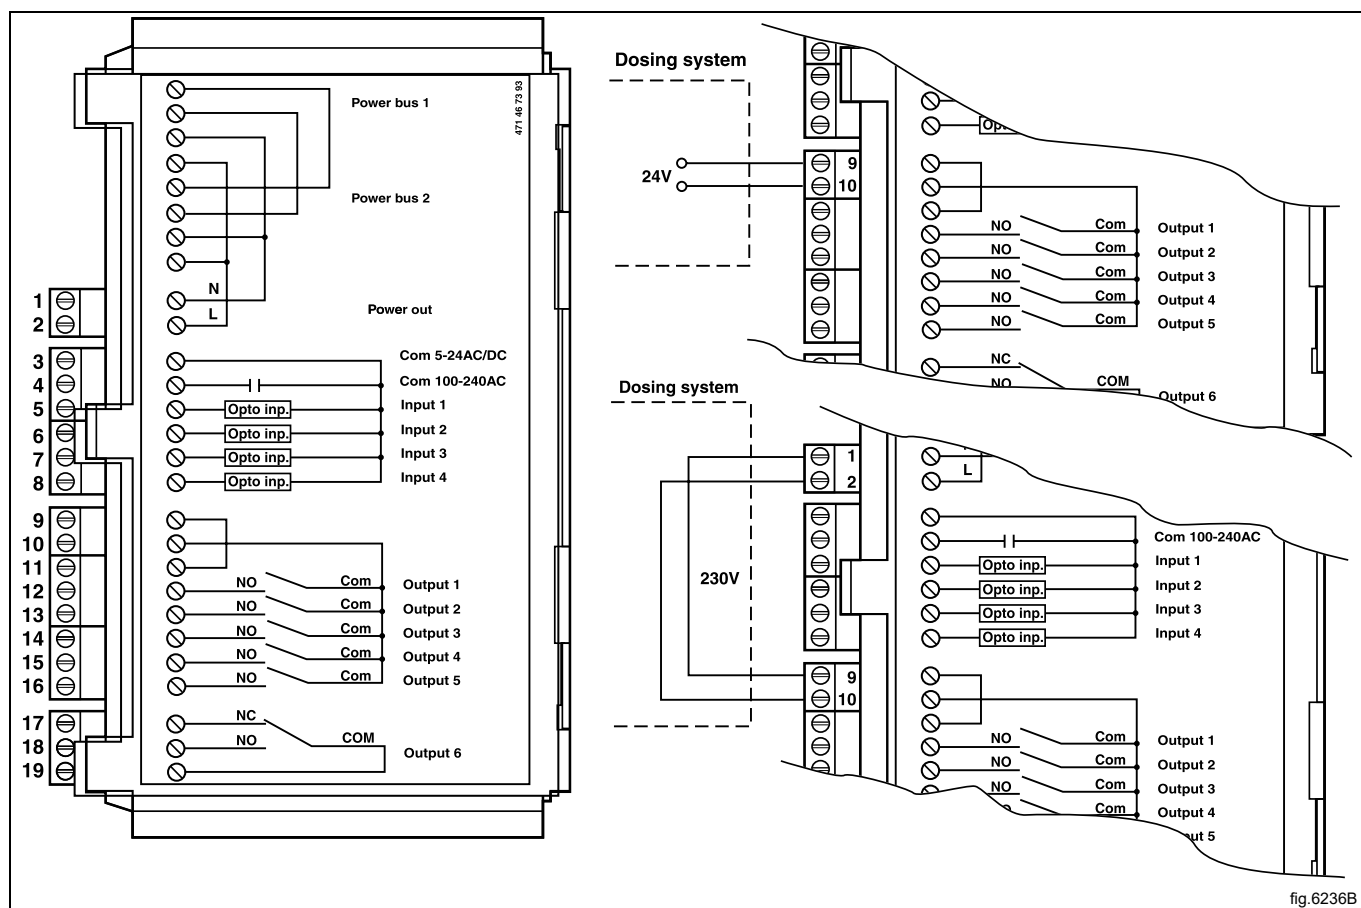 471 46 73 93
Power bus 1
Power bus 2
N
L
Power out
Com 5-24AC/DC
Com 100-240AC
Opto inp. Input 1
Opto inp. Input 2
Opto inp. Input 3
Opto inp. Input 4
NO Com Output 1
NO Com Output 2
NO Com Output 3
NO Com Output 4
NO Com Output 5
NC
NO COM Output 6
1
2
3
4
5
6
7
8
9
10
11
12
13
14
15
16
17
18
19
Dosing system
24V
9
10
NO Com Output 1
NO Com Output 2
NO Com Output 3
NO Com Output 4
NO Com Output 5
NC
NO COM Output 6
Dosing system
230V
1
2
9
10
L
Com 100-240AC
Opto inp. Input 1
Opto inp. Input 2
Opto inp. Input 3
Opto inp. Input 4
NO Com Output 1
NO Com Output 2
NO Com Output 3
NO Com Output 4
5
fig.6236B